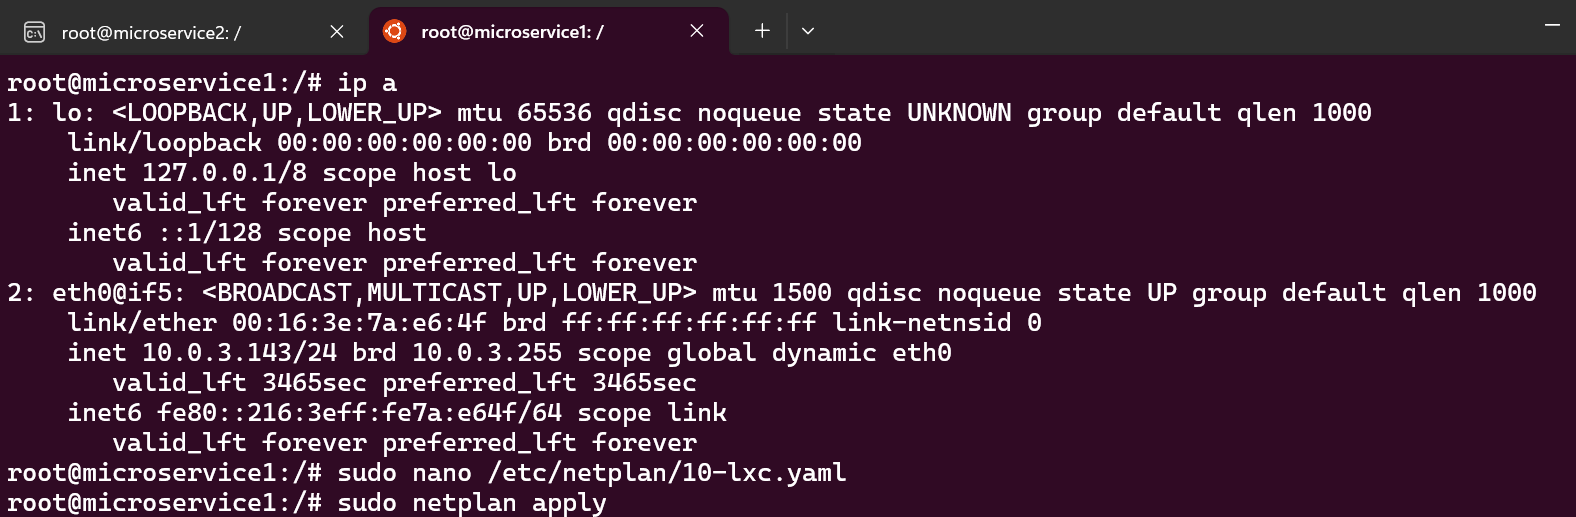 root@microservice2: /
root@microservice1: /
root@microservice1:/# ip a
1: lo: <LOOPBACK,UP,LOWER_UP> mtu 65536 qdisc noqueue state UNKNOWN group default qlen 1000
    link/loopback 00:00:00:00:00:00 brd 00:00:00:00:00:00
    inet 127.0.0.1/8 scope host lo
       valid_lft forever preferred_lft forever
    inet6 ::1/128 scope host
       valid_lft forever preferred_lft forever
2: eth0@if5: <BROADCAST,MULTICAST,UP,LOWER_UP> mtu 1500 qdisc noqueue state UP group default qlen 1000
    link/ether 00:16:3e:7a:e6:4f brd ff:ff:ff:ff:ff:ff link-netnsid 0
    inet 10.0.3.143/24 brd 10.0.3.255 scope global dynamic eth0
       valid_lft 3465sec preferred_lft 3465sec
    inet6 fe80::216:3eff:fe7a:e64f/64 scope link
       valid_lft forever preferred_lft forever
root@microservice1:/# sudo nano /etc/netplan/10-lxc.yaml
root@microservice1:/# sudo netplan apply